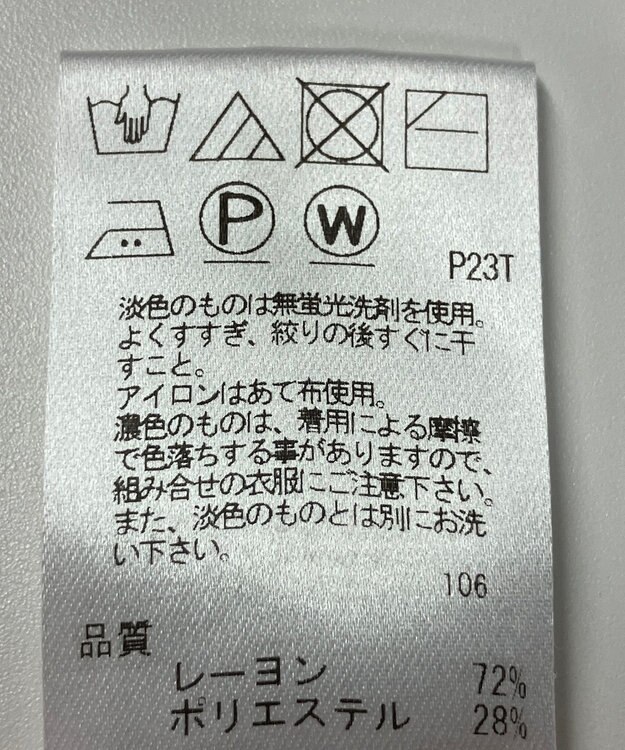 P
W
P23T
淡色のものは無蛍光洗剤を使用。
よくすすぎ、絞りの後すぐに干
すこと。
アイロンはあて布使用。
濃色のものは、着用による摩擦
で色落ちする事がありますので、
組み合せの衣服にご注意下さい。
また、淡色のものとは別にお洗
い下さい。
106
品質
レーヨン 72%
ポリエステル 28%